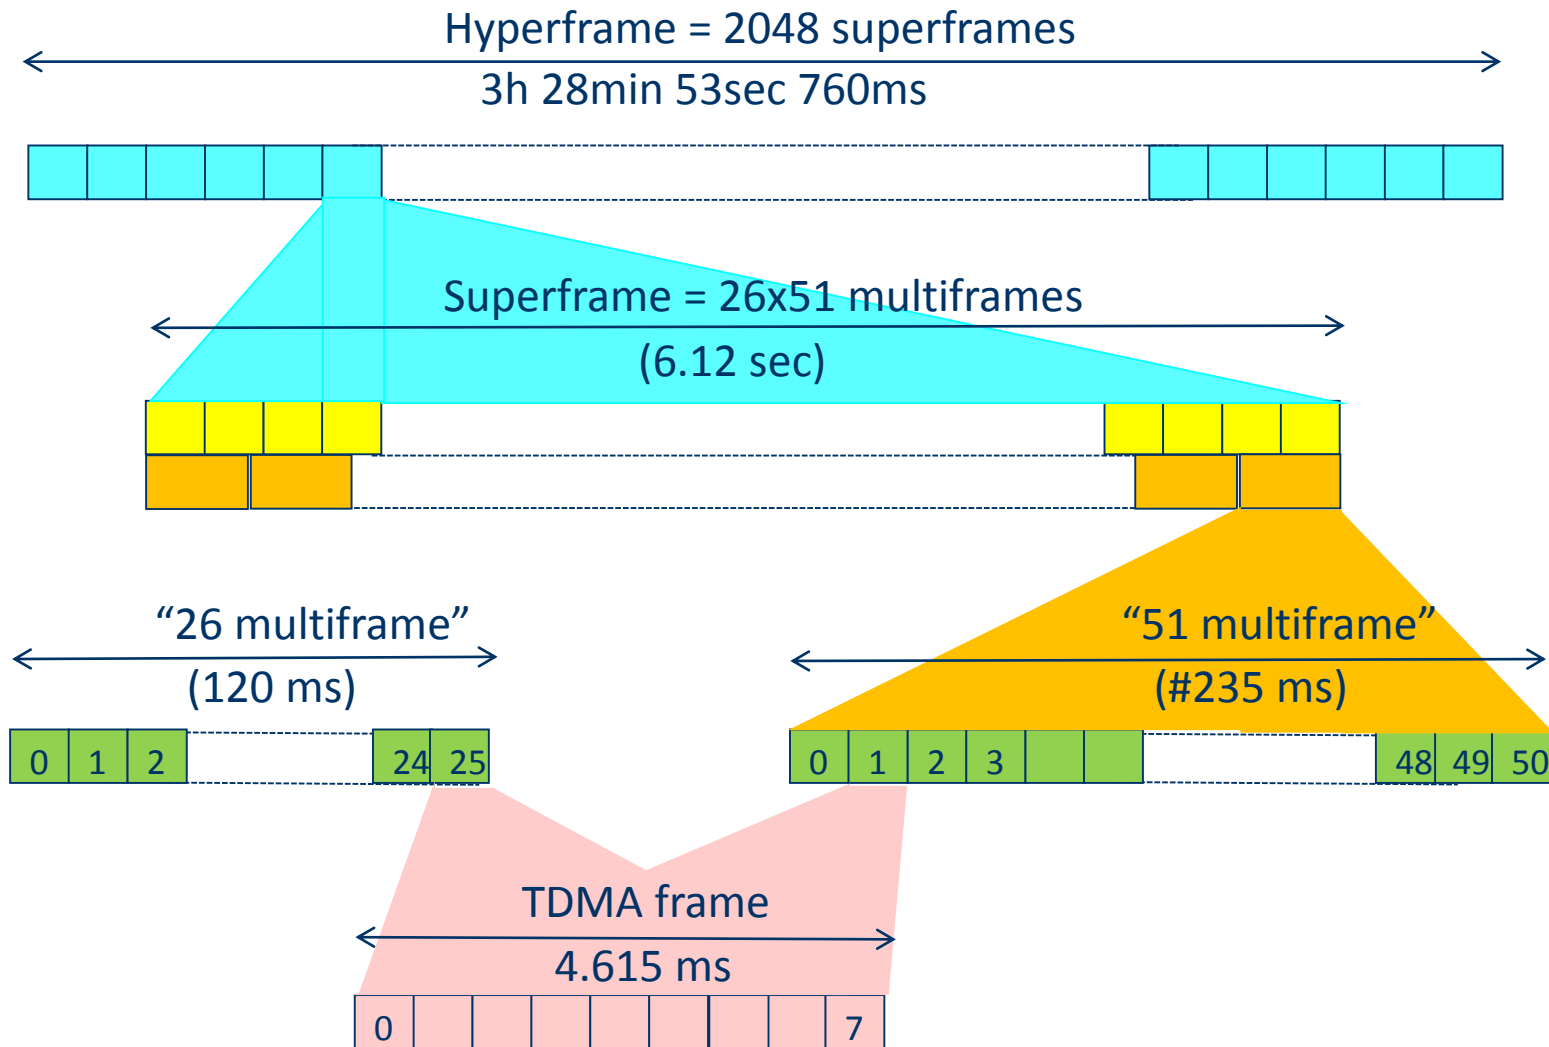 Hyperframe = 2048 superframes
3h 28min 53sec 760ms
Superframe = 26x51 multiframes
(6.12 sec)
“26 multiframe”
(120 ms)
“51 multiframe”
(#235 ms)
0 1 2 24 25
0 1 2 3 48 49 50
TDMA frame
4.615 ms
0 7